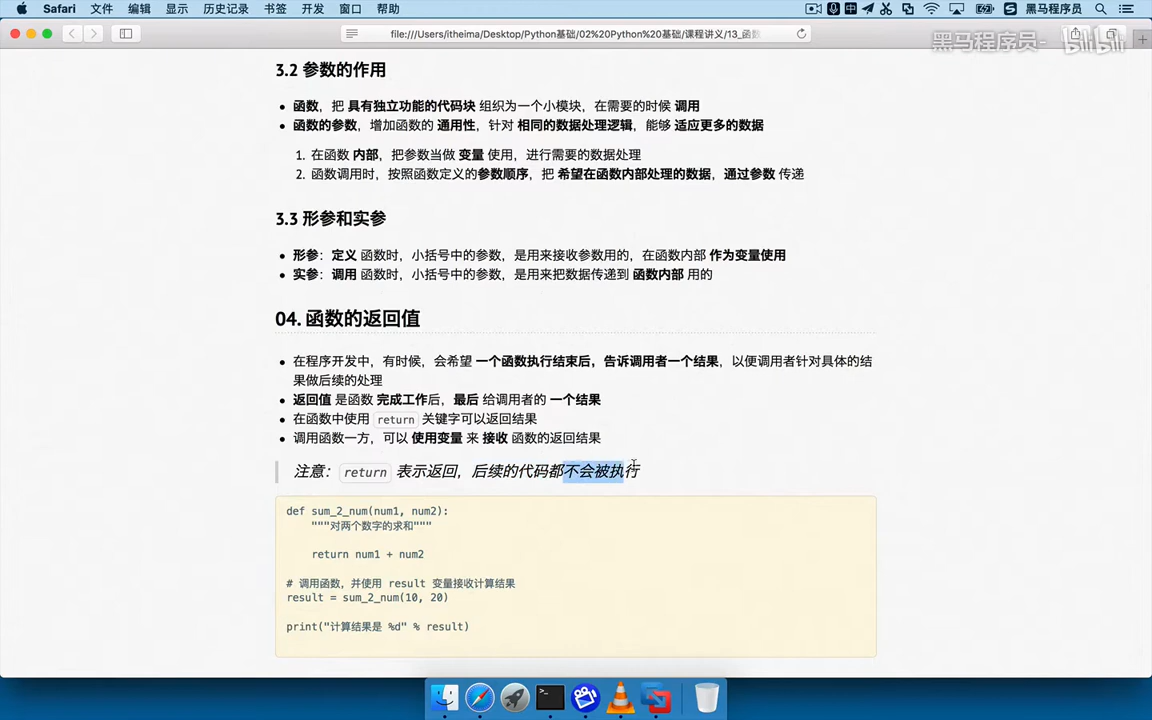 Safari 文件 编辑 显示 历史记录 书签 开发 窗口 帮助 黑马程序员
file:///Users/itheima/Desktop/Python基础/02%20Python%20基础/课程讲义/13_函
黑马程序员- bilibili
3.2 参数的作用
• 函数，把 具有独立功能的代码块 组织为一个小模块，在需要的时候 调用
• 函数的参数，增加函数的 通用性，针对 相同的数据处理逻辑，能够 适应更多的数据
1. 在函数 内部，把参数当做 变量 使用，进行需要的数据处理
2. 函数调用时，按照函数定义的参数顺序，把 希望在函数内部处理的数据，通过参数 传递
3.3 形参和实参
• 形参：定义 函数时，小括号中的参数，是用来接收参数用的，在函数内部 作为变量使用
• 实参：调用 函数时，小括号中的参数，是用来把数据传递到 函数内部 用的
04. 函数的返回值
• 在程序开发中，有时候，会希望 一个函数执行结束后，告诉调用者一个结果，以便调用者针对具体的结
果做后续的处理
• 返回值 是函数 完成工作后，最后 给调用者的 一个结果
• 在函数中使用 return 关键字可以返回结果
• 调用函数一方，可以 使用变量 来 接收 函数的返回结果
注意： return 表示返回，后续的代码都不会被执行
def sum_2_num(num1, num2):
"""对两个数字的求和"""
return num1 + num2
# 调用函数，并使用 result 变量接收计算结果
result = sum_2_num(10, 20)
print("计算结果是 %d" % result)